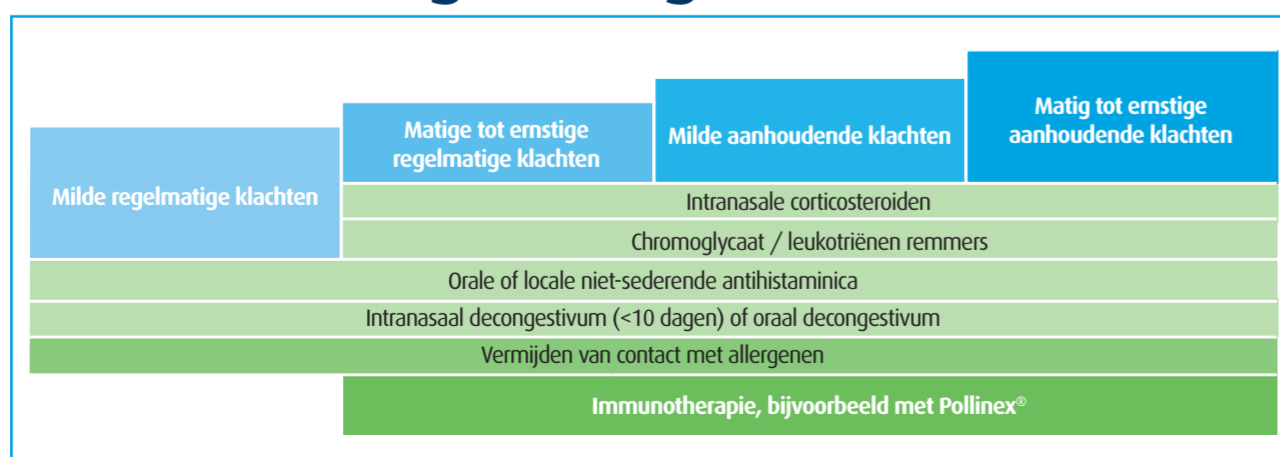 Milde regelmatige klachten
Matige tot ernstige
regelmatige klachten
Milde aanhoudende klachten
Matig tot ernstige
aanhoudende klachten
Intranasale corticosteroiden
Chromoglycaat / leukotriënen remmers
Orale of locale niet-sederende antihistaminica
Intranasaal decongestivum (<10 dagen) of oraal decongestivum
Vermijden van contact met allergenen
Immunotherapie, bijvoorbeeld met Pollinex®